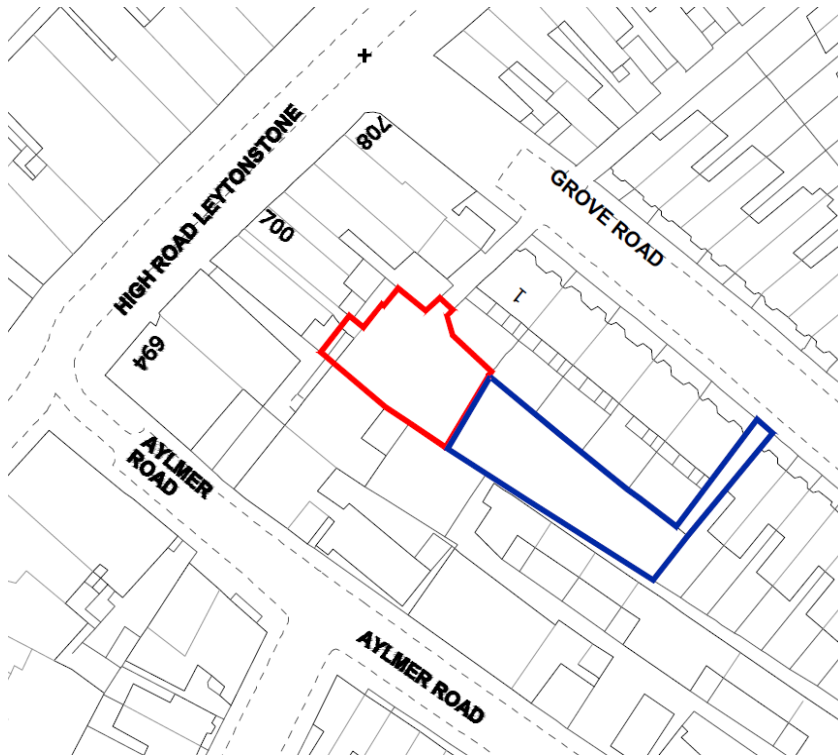 708
HIGH ROAD LEYTONSTONE
GROVE ROAD
700
1
694
AYLMER
ROAD
AYLMER ROAD